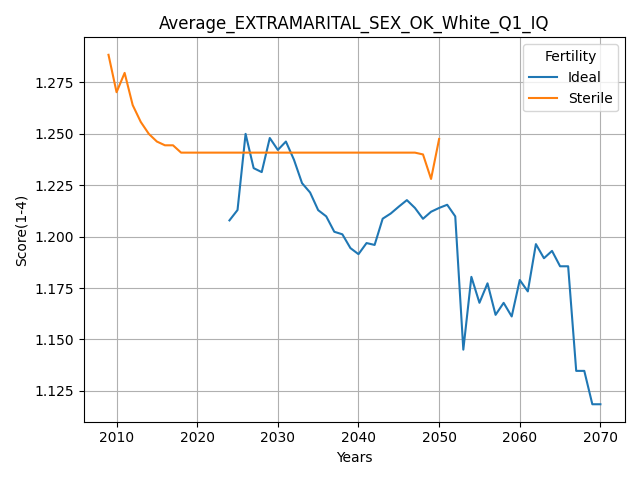 Average_EXTRAMARITAL_SEX_OK_White_Q1_IQ
Fertility
Ideal
Sterile
Score(1-4)
1.275
1.250
1.225
1.200
1.175
1.150
1.125
2010 2020 2030 2040 2050 2060 2070
Years